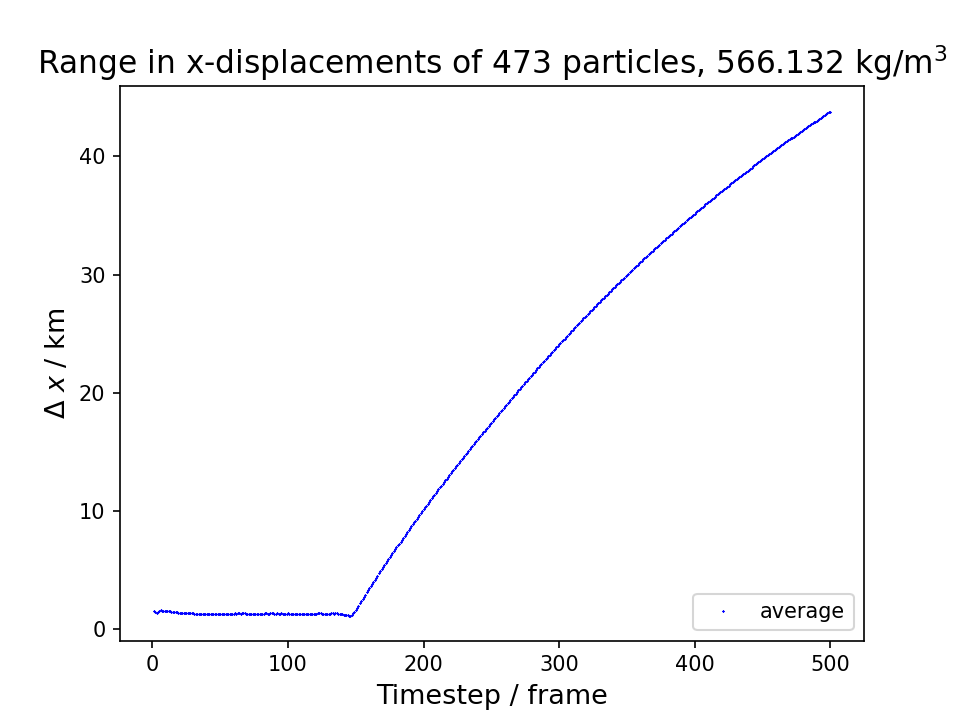 Range in x-displacements of 473 particles, 566.132 kg/m³
Δ x / km
40
30
20
10
0
average
0 100 200 300 400 500
Timestep / frame